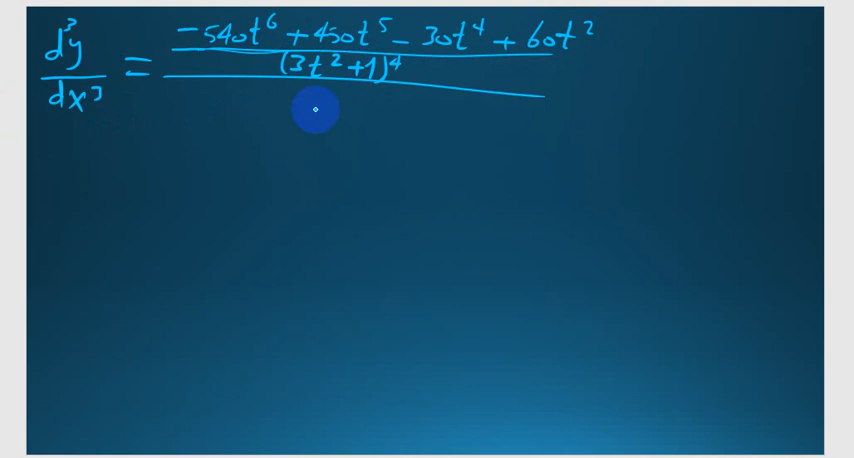 d³y/dx³ = (-540t⁶ + 450t⁵ - 30t⁴ + 60t²)/(3t² + 1)⁴